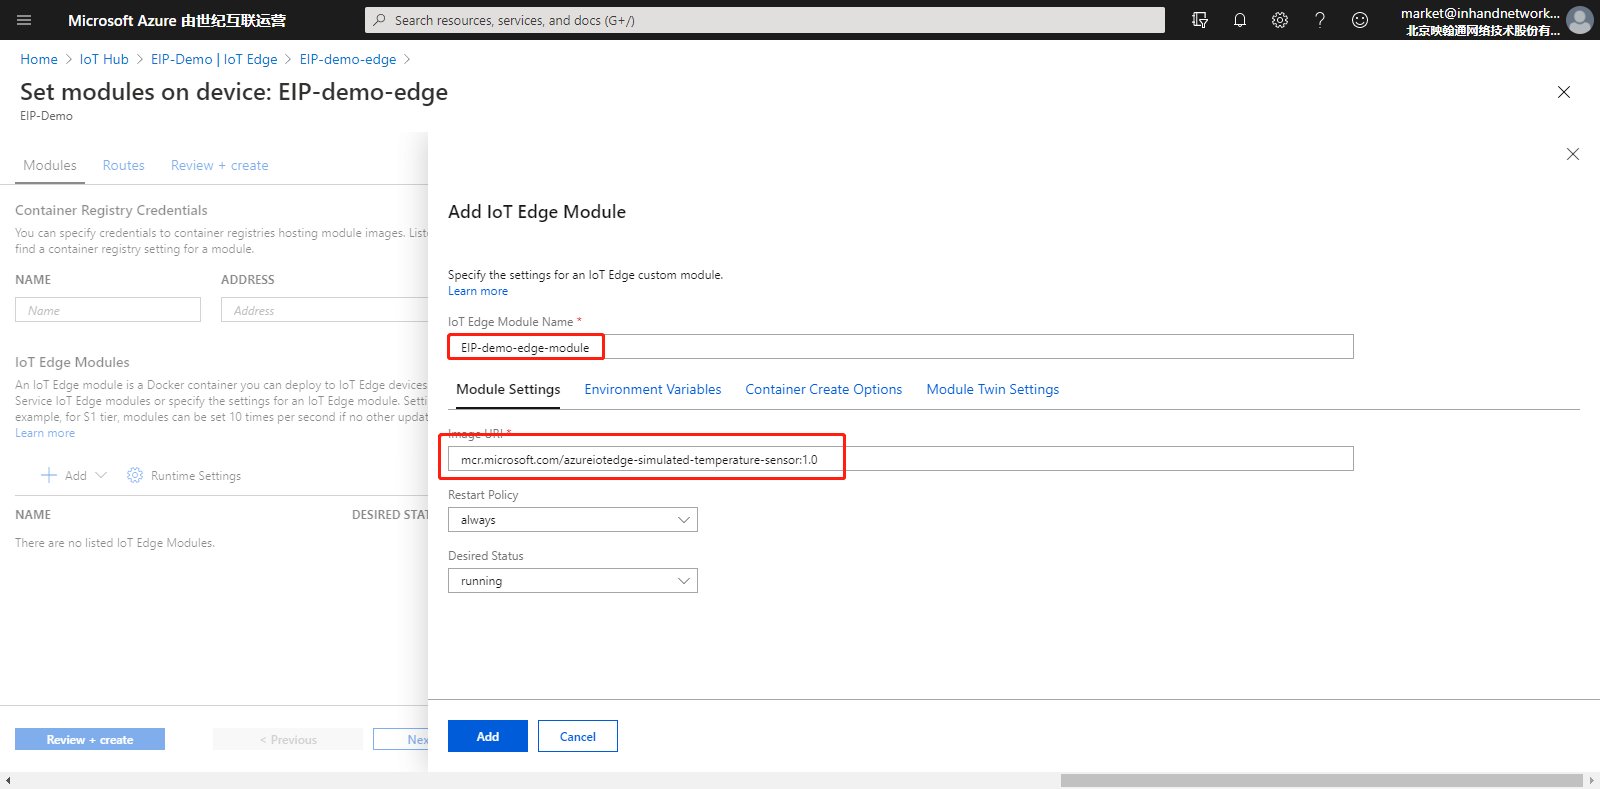 Microsoft Azure 由世纪互联运营
Search resources, services, and docs (G+/)
market@inhandnetwork...
北京映翰通网络技术股份有...
Home > IoT Hub > EIP-Demo | IoT Edge > EIP-demo-edge >
Set modules on device: EIP-demo-edge
EIP-Demo
Modules Routes Review + create
Container Registry Credentials
You can specify credentials to container registries hosting module images. Liste
find a container registry setting for a module.
NAME ADDRESS
Name Address
IoT Edge Modules
An IoT Edge module is a Docker container you can deploy to IoT Edge devices
Service IoT Edge modules or specify the settings for an IoT Edge module. Setti
example, for S1 tier, modules can be set 10 times per second if no other updat
Learn more
Add Runtime Settings
NAME DESIRED STAT
There are no listed IoT Edge Modules.
Review + create < Previous Nex
Add IoT Edge Module
Specify the settings for an IoT Edge custom module.
Learn more
IoT Edge Module Name *
EIP-demo-edge-module
Module Settings Environment Variables Container Create Options Module Twin Settings
Image URI *
mcr.microsoft.com/azureiotedge-simulated-temperature-sensor:1.0
Restart Policy
always
Desired Status
running
Add Cancel